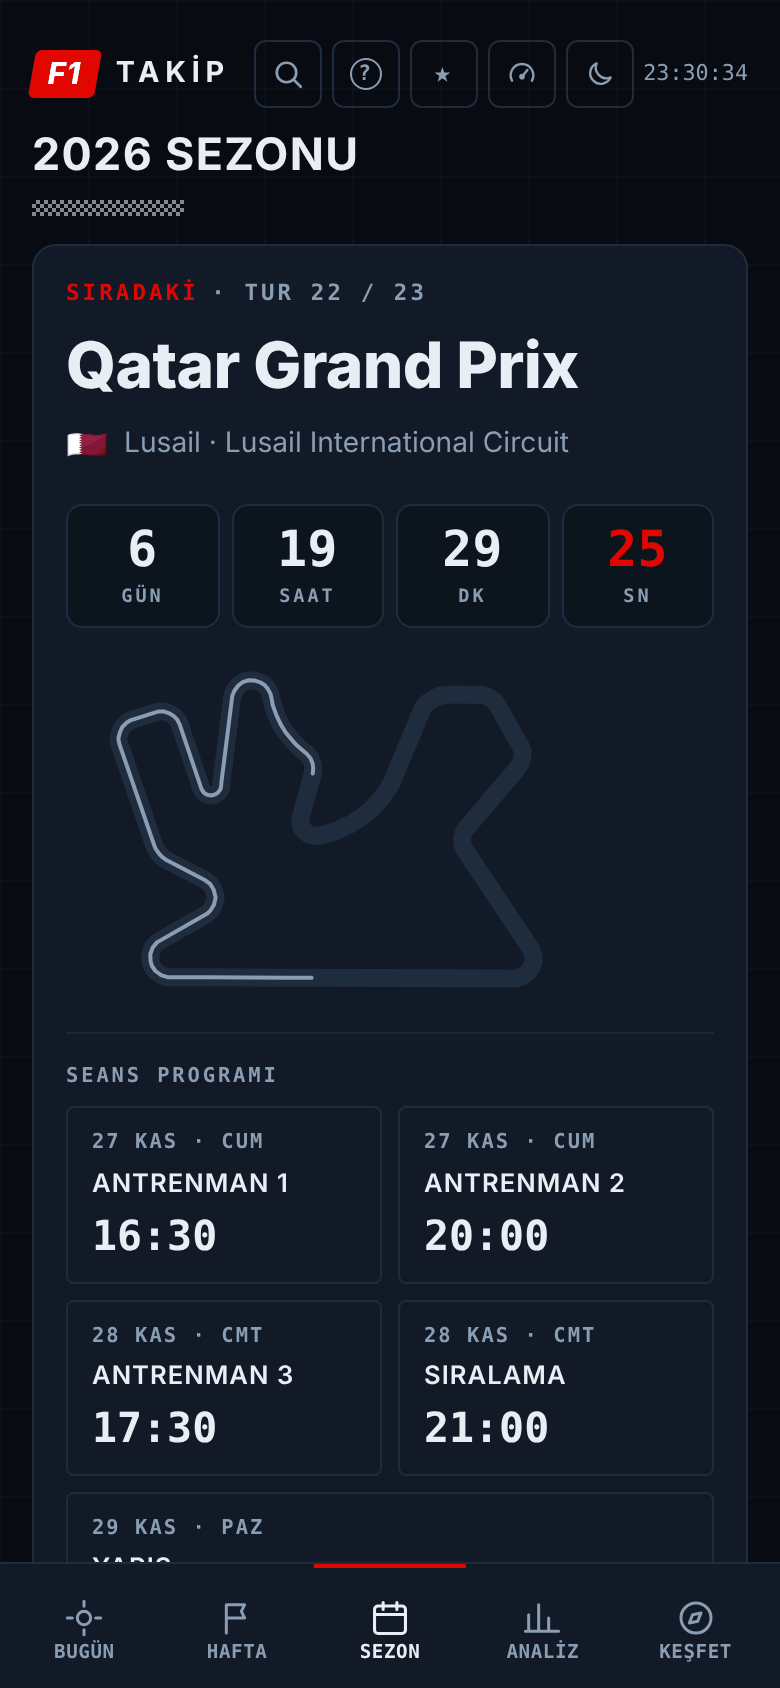 F1 TAKİP ? ★ 23:30:34
2026 SEZONU
SIRADAKİ · TUR 22 / 23
Qatar Grand Prix
Lusail · Lusail International Circuit
6 19 29 25
GÜN SAAT DK SN
SEANS PROGRAMI
27 KAS · CUM
ANTRENMAN 1
16:30
27 KAS · CUM
ANTRENMAN 2
20:00
28 KAS · CMT
ANTRENMAN 3
17:30
28 KAS · CMT
SIRALAMA
21:00
29 KAS · PAZ
BUGÜN HAFTA SEZON ANALİZ KEŞFET